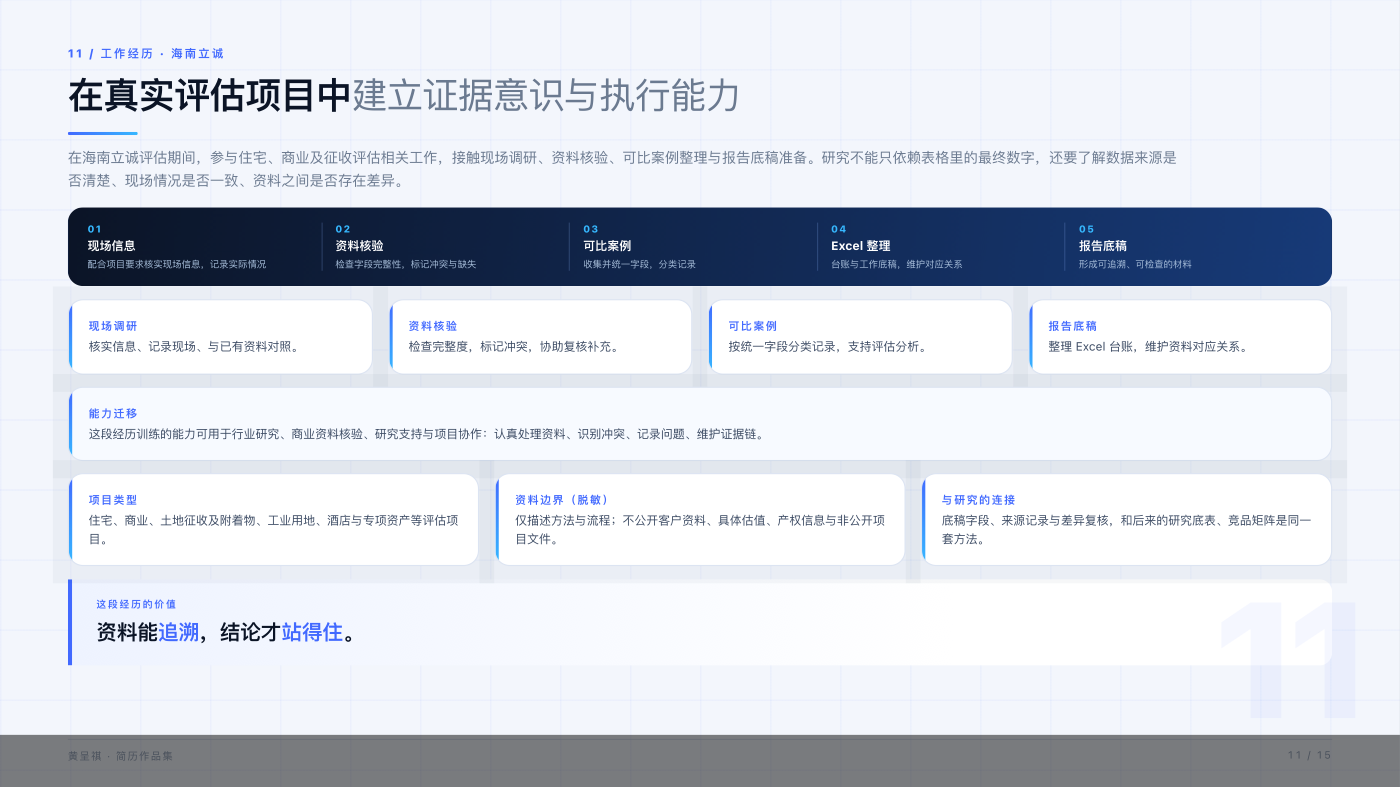 11 / 工作经历 · 海南立诚
在真实评估项目中建立证据意识与执行能力
在海南立诚评估期间，参与住宅、商业及征收评估相关工作，接触现场调研、资料核验、可比案例整理与报告底稿准备。研究不能只依赖表格里的最终数字，还要了解数据来源是
否清楚、现场情况是否一致、资料之间是否存在差异。
01
现场信息
配合项目要求核实现场信息，记录实际情况
02
资料核验
检查字段完整性，标记冲突与缺失
03
可比案例
收集并统一字段，分类记录
04
Excel 整理
台账与工作底稿，维护对应关系
05
报告底稿
形成可追溯、可检查的材料
现场调研
核实信息、记录现场、与已有资料对照。
资料核验
检查完整度，标记冲突，协助复核补充。
可比案例
按统一字段分类记录，支持评估分析。
报告底稿
整理 Excel 台账，维护资料对应关系。
能力迁移
这段经历训练的能力可用于行业研究、商业资料核验、研究支持与项目协作：认真处理资料、识别冲突、记录问题、维护证据链。
项目类型
住宅、商业、土地征收及附着物、工业用地、酒店与专项资产等评估项
目。
资料边界（脱敏）
仅描述方法与流程；不公开客户资料、具体估值、产权信息与非公开项
目文件。
与研究的连接
底稿字段、来源记录与差异复核，和后来的研究底表、竞品矩阵是同一
套方法。
这段经历的价值
资料能追溯，结论才站得住。
11
黄呈祺 · 简历作品集
11 / 15